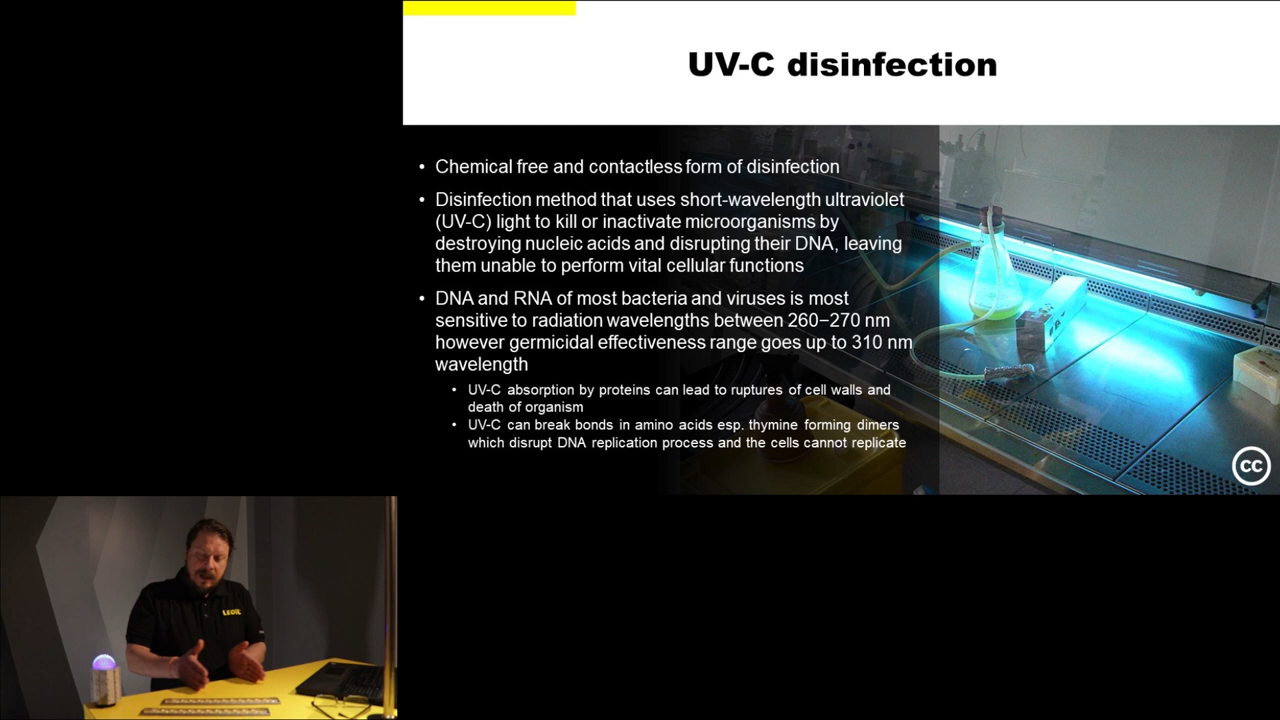 UV-C disinfection
• Chemical free and contactless form of disinfection
• Disinfection method that uses short-wavelength ultraviolet
(UV-C) light to kill or inactivate microorganisms by
destroying nucleic acids and disrupting their DNA, leaving
them unable to perform vital cellular functions
• DNA and RNA of most bacteria and viruses is most
sensitive to radiation wavelengths between 260–270 nm
however germicidal effectiveness range goes up to 310 nm
wavelength
• UV-C absorption by proteins can lead to ruptures of cell walls and
death of organism
• UV-C can break bonds in amino acids esp. thymine forming dimers
which disrupt DNA replication process and the cells cannot replicate
cc
LEDiL